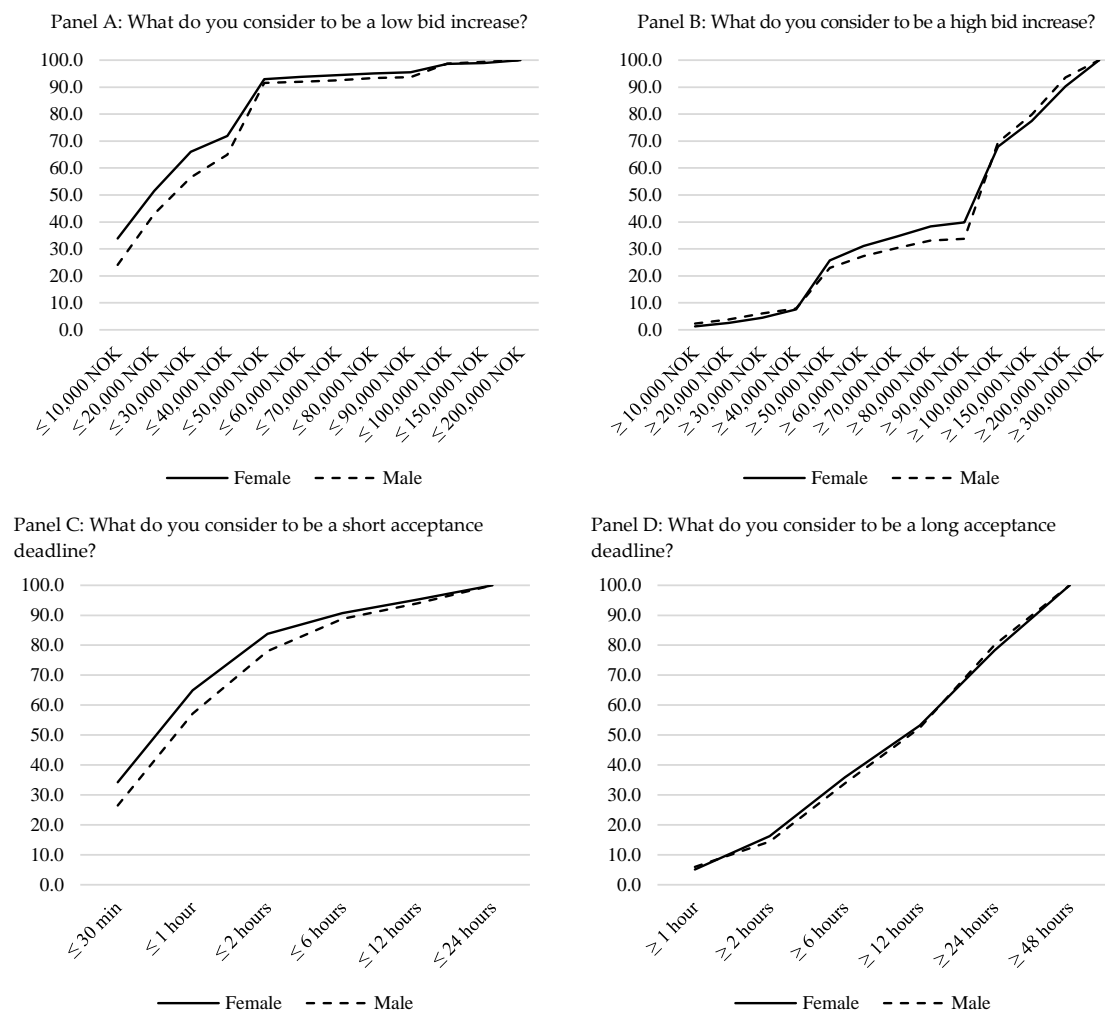 Panel A: What do you consider to be a low bid increase?
100.0
90.0
80.0
70.0
60.0
50.0
40.0
30.0
20.0
10.0
0.0
≤ 10,000 NOK
≤ 20,000 NOK
≤ 30,000 NOK
≤ 40,000 NOK
≤ 50,000 NOK
≤ 60,000 NOK
≤ 70,000 NOK
≤ 80,000 NOK
≤ 90,000 NOK
≤ 100,000 NOK
≤ 150,000 NOK
≤ 200,000 NOK
Female
Male
Panel B: What do you consider to be a high bid increase?
100.0
90.0
80.0
70.0
60.0
50.0
40.0
30.0
20.0
10.0
0.0
≥ 10,000 NOK
≥ 20,000 NOK
≥ 30,000 NOK
≥ 40,000 NOK
≥ 50,000 NOK
≥ 60,000 NOK
≥ 70,000 NOK
≥ 80,000 NOK
≥ 90,000 NOK
≥ 100,000 NOK
≥ 150,000 NOK
≥ 200,000 NOK
≥ 300,000 NOK
Female
Male
Panel C: What do you consider to be a short acceptance
deadline?
100.0
90.0
80.0
70.0
60.0
50.0
40.0
30.0
20.0
10.0
0.0
≤ 30 min
≤ 1 hour
≤ 2 hours
≤ 6 hours
≤ 12 hours
≤ 24 hours
Female
Male
Panel D: What do you consider to be a long acceptance
deadline?
100.0
90.0
80.0
70.0
60.0
50.0
40.0
30.0
20.0
10.0
0.0
≥ 1 hour
≥ 2 hours
≥ 6 hours
≥ 12 hours
≥ 24 hours
≥ 48 hours
Female
Male